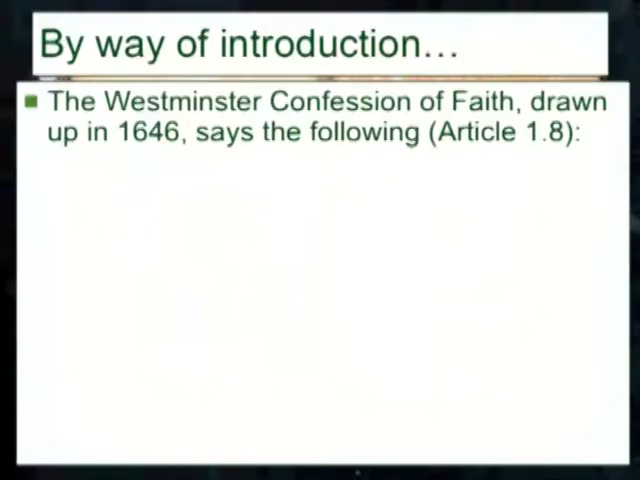 By way of introduction…
The Westminster Confession of Faith, drawn
up in 1646, says the following (Article 1.8):